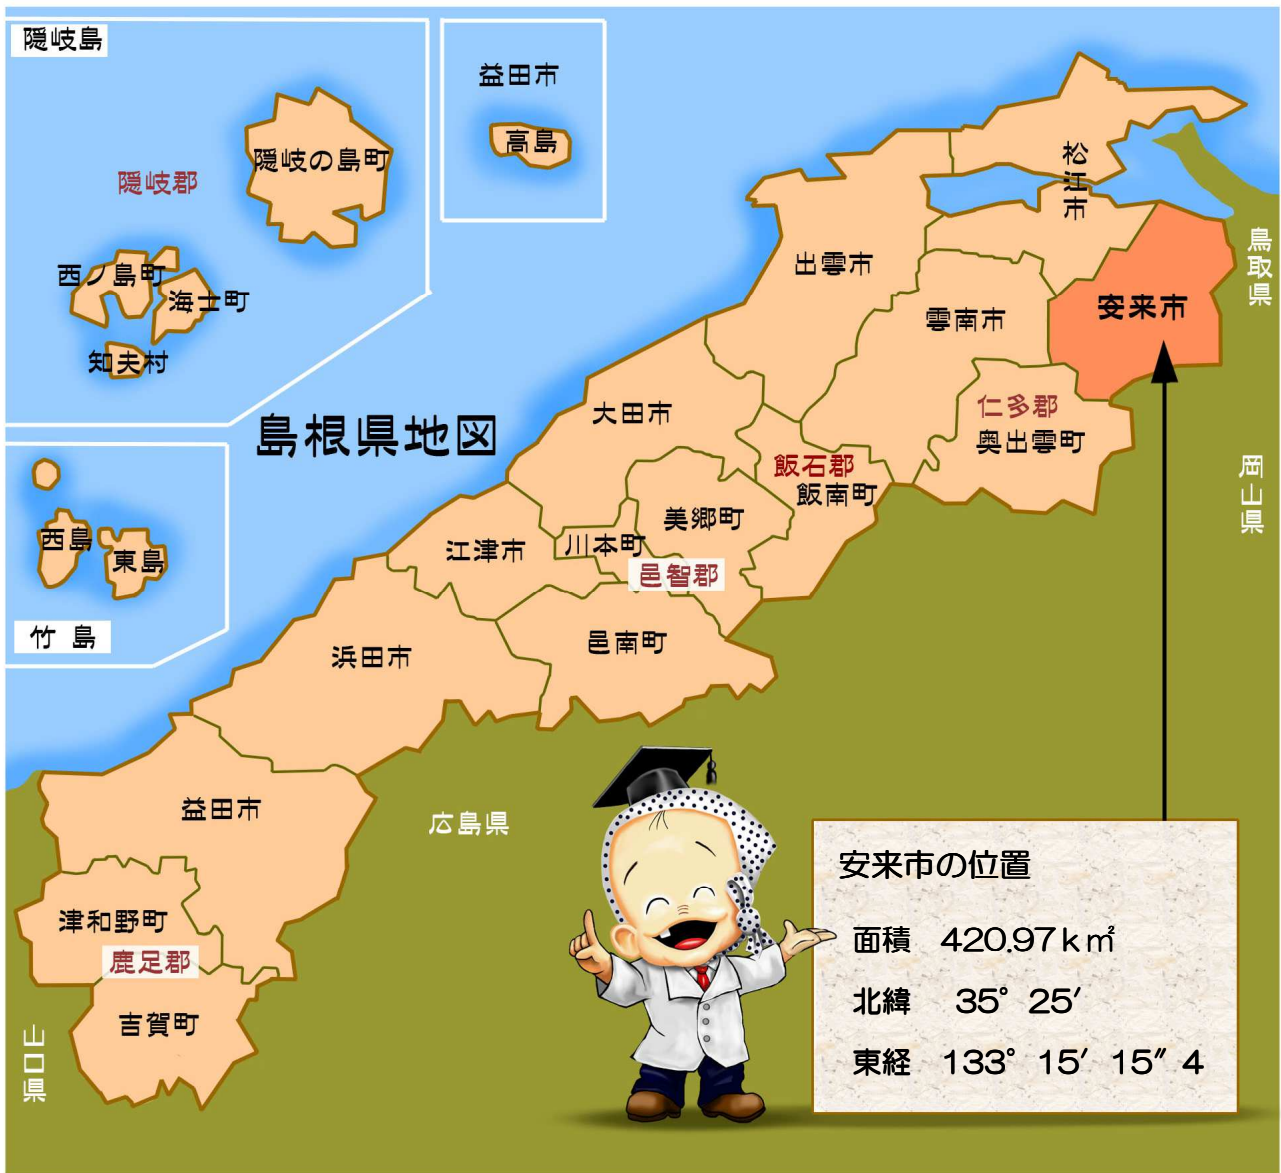 隠岐島
益田市
高島
隠岐の島町
隠岐郡
西ノ島町
海士町
知夫村
島根県地図
西島
東島
竹島
松江市
出雲市
雲南市
安来市
鳥取県
仁多郡
奥出雲町
大田市
飯石郡
飯南町
岡山県
美郷町
川本町
江津市
邑智郡
邑南町
浜田市
益田市
広島県
津和野町
鹿足郡
吉賀町
山口県
安来市の位置
面積 420.97k㎡
北緯 35°25′
東経 133°15′15″4